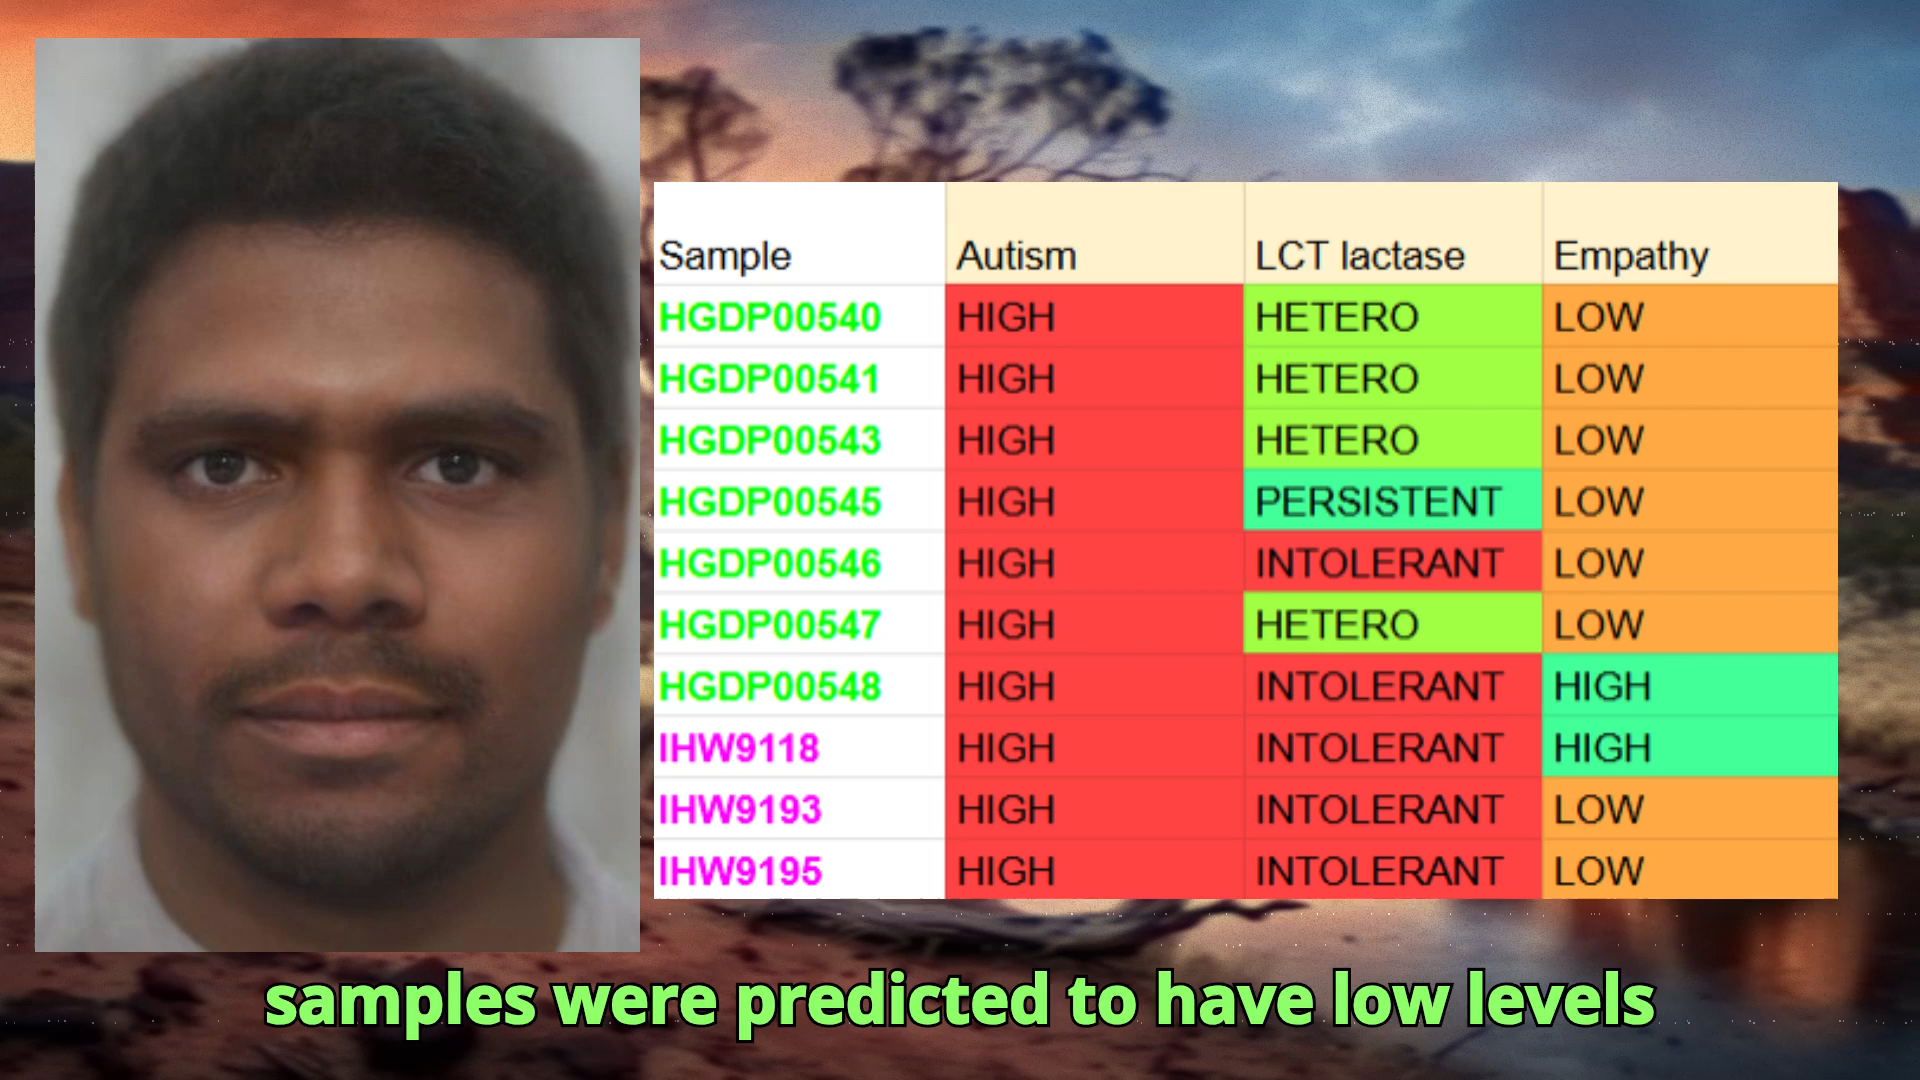 Sample Autism LCT lactase Empathy
HGDP00540 HIGH HETERO LOW
HGDP00541 HIGH HETERO LOW
HGDP00543 HIGH HETERO LOW
HGDP00545 HIGH PERSISTENT LOW
HGDP00546 HIGH INTOLERANT LOW
HGDP00547 HIGH HETERO LOW
HGDP00548 HIGH INTOLERANT HIGH
IHW9118 HIGH INTOLERANT HIGH
IHW9193 HIGH INTOLERANT LOW
IHW9195 HIGH INTOLERANT LOW
samples were predicted to have low levels